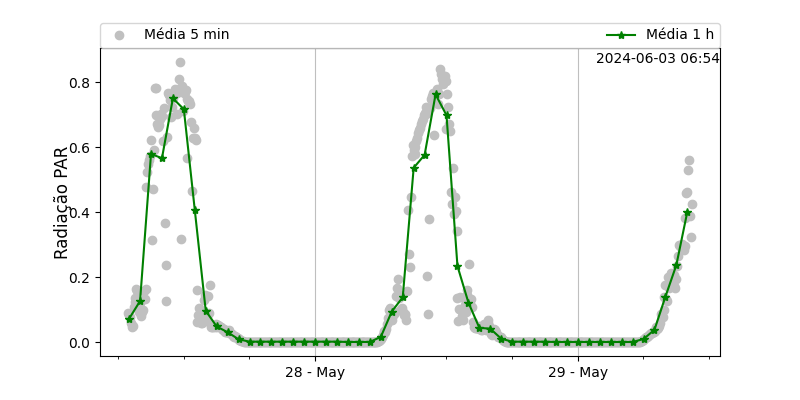 Média 5 min
Média 1 h
2024-06-03 06:54
Radiação PAR
0.8
0.6
0.4
0.2
0.0
28 - May
29 - May